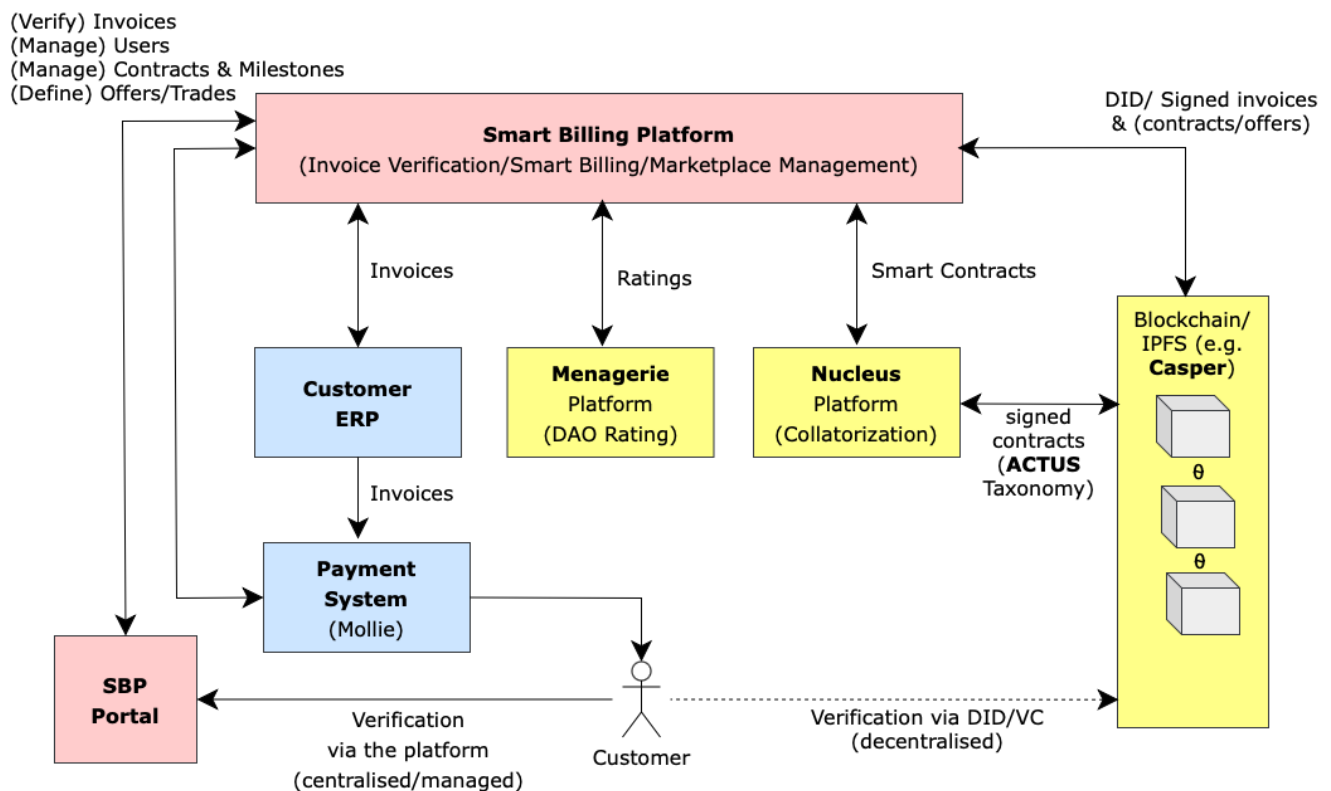 (Verify) Invoices
(Manage) Users
(Manage) Contracts & Milestones
(Define) Offers/Trades
DID/ Signed invoices
& (contracts/offers)
Smart Billing Platform
(Invoice Verification/Smart Billing/Marketplace Management)
Invoices
Ratings
Smart Contracts
Customer
ERP
Menagerie
Platform
(DAO Rating)
Nucleus
Platform
(Collatorization)
signed
contracts
(ACTUS
Taxonomy)
Blockchain/
IPFS (e.g.
Casper)
θ
θ
Invoices
Payment
System
(Mollie)
SBP
Portal
Verification
via the platform
(centralised/managed)
Customer
Verification via DID/VC
(decentralised)